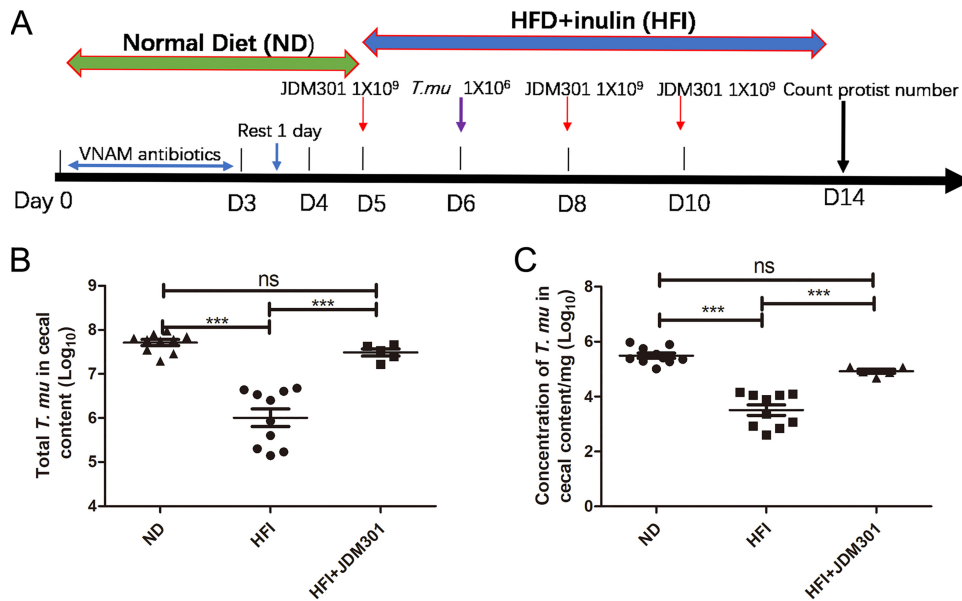 A
Normal Diet (ND)
HFD+inulin (HFI)
JDM301 1X10⁹ T.mu 1X10⁶ JDM301 1X10⁹ JDM301 1X10⁹ Count protist number
VNAM antibiotics
Rest 1 day
Day 0 D3 D4 D5 D6 D8 D10 D14
B
Total T. mu in cecal
content (Log₁₀)
9
8
7
6
5
4
ns
*** ***
ND HFI HFI+JDM301
C
Concentration of T. mu in
cecal content/mg (Log₁₀)
8
6
4
2
0
ns
*** ***
ND HFI HFI+JDM301